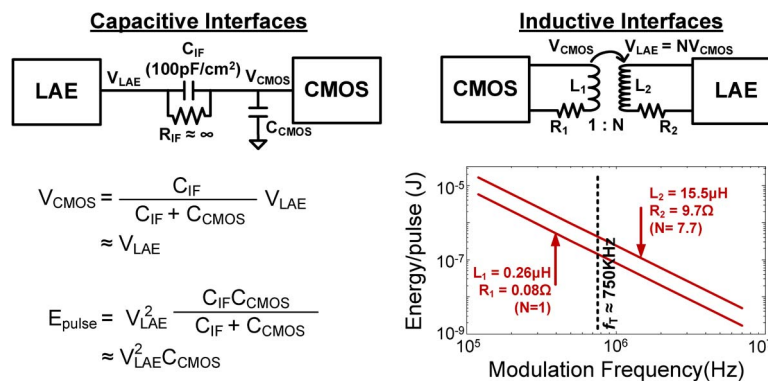 Capacitive Interfaces
C_IF
(100pF/cm²)
V_LAE
V_CMOS
LAE
CMOS
R_IF ≈ ∞
C_CMOS
V_CMOS = C_IF / (C_IF + C_CMOS) V_LAE
≈ V_LAE
E_pulse = V²_LAE C_IF C_CMOS / (C_IF + C_CMOS)
≈ V²_LAE C_CMOS
Inductive Interfaces
V_CMOS
V_LAE = NV_CMOS
CMOS
L₁
L₂
LAE
R₁
1 : N
R₂
Energy/pulse (J)
10⁻⁵
10⁻⁷
10⁻⁹
L₂ = 15.5µH
R₂ = 9.7Ω
(N= 7.7)
L₁ = 0.26µH
R₁ = 0.08Ω
(N=1)
f_T ≈ 750KHz
10⁵
10⁶
10⁷
Modulation Frequency(Hz)